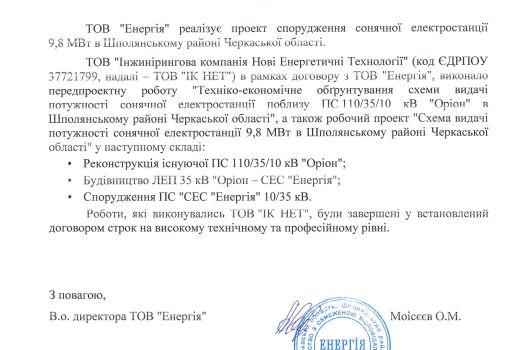 ТОВ "Енергія" реалізує проект спорудження сонячної електростанції
9,8 МВт в Шполянському районі Черкаської області.
ТОВ "Інжинірингова компанія Нові Енергетичні Технології" (код ЄДРПОУ
37721799, надалі – ТОВ "ІК НЕТ") в рамках договору з ТОВ "Енергія", виконало
передпроектну роботу "Техніко-економічне обґрунтування схеми видачі
потужності сонячної електростанції поблизу ПС 110/35/10 кВ "Оріон" в
Шполянському районі Черкаської області", а також робочий проект "Схема видачі
потужності сонячної електростанції 9,8 МВт в Шполянському районі Черкаської
області" у наступному складі:
• Реконструкція існуючої ПС 110/35/10 кВ "Оріон";
• Будівництво ЛЕП 35 кВ "Оріон – СЕС "Енергія";
• Спорудження ПС "СЕС "Енергія" 10/35 кВ.
Роботи, які виконувались ТОВ "ІК НЕТ", були завершені у встановлений
договором строк на високому технічному та професійному рівні.
З повагою,
В.о. директора ТОВ "Енергія" Моісєєв О.М.
ЕНЕРГІЯ